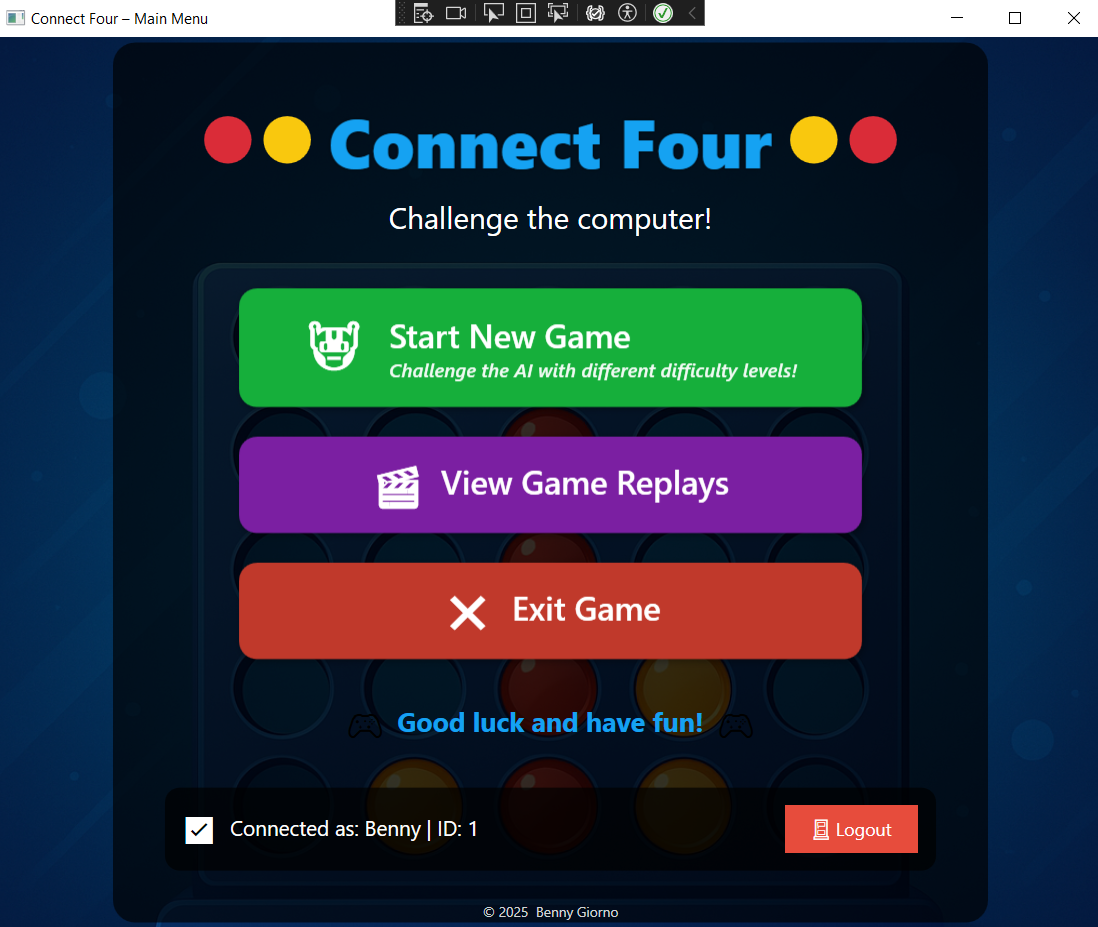 Connect Four – Main Menu
Connect Four
Challenge the computer!
Start New Game
Challenge the AI with different difficulty levels!
View Game Replays
Exit Game
Good luck and have fun!
Connected as: Benny | ID: 1
Logout
© 2025  Benny Giorno